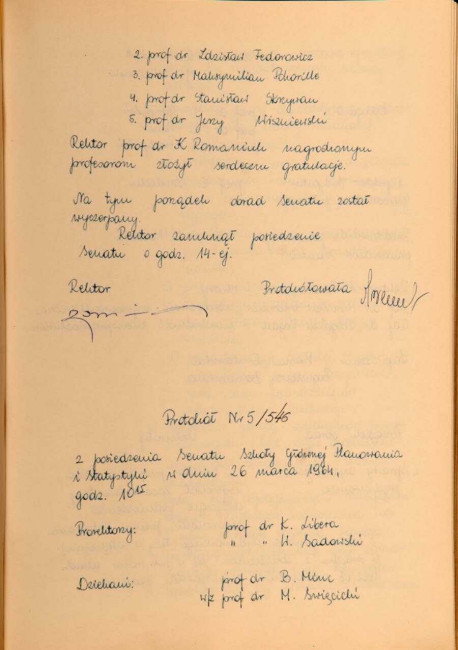 2. prof dr Zdzisław Fedorowicz
3. prof dr Maksymilian Pohorille
4. prof dr Stanisław Skrzywan
5. prof dr Jerzy Wiszniewski
Rektor prof dr K Romaniuk nagrodzonym
profesorom złożył serdeczne gratulacje.
Na tym porządek obrad Senatu został
wyczerpany.
Rektor zamknął posiedzenie
Senatu o godz. 14-ej.
Rektor Protokółowała
Protokół Nr 5/546
z posiedzenia Senatu Szkoły Głównej Planowania
i Statystyki w dniu 26 marca 1964,
godz. 10¹⁵
Prorektorzy: prof dr K. Libera
" " W. Sadowski
Dziekani: prof dr B. Minc
w/z prof dr M. Święcicki